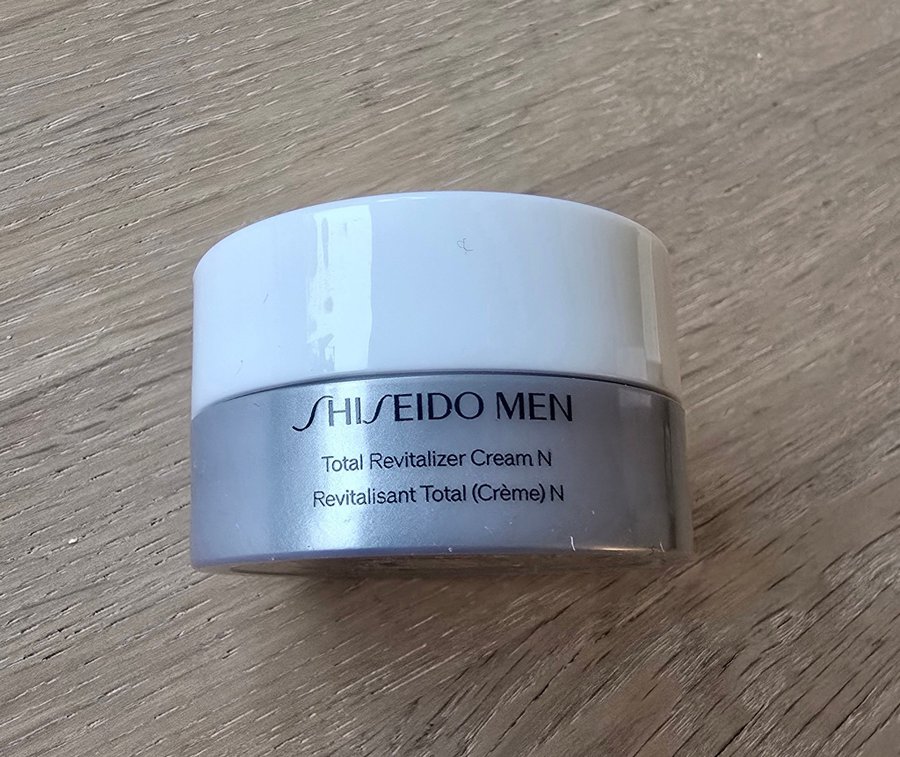 SHISEIDO MEN
Total Revitalizer Cream N
Revitalisant Total (Crème) N